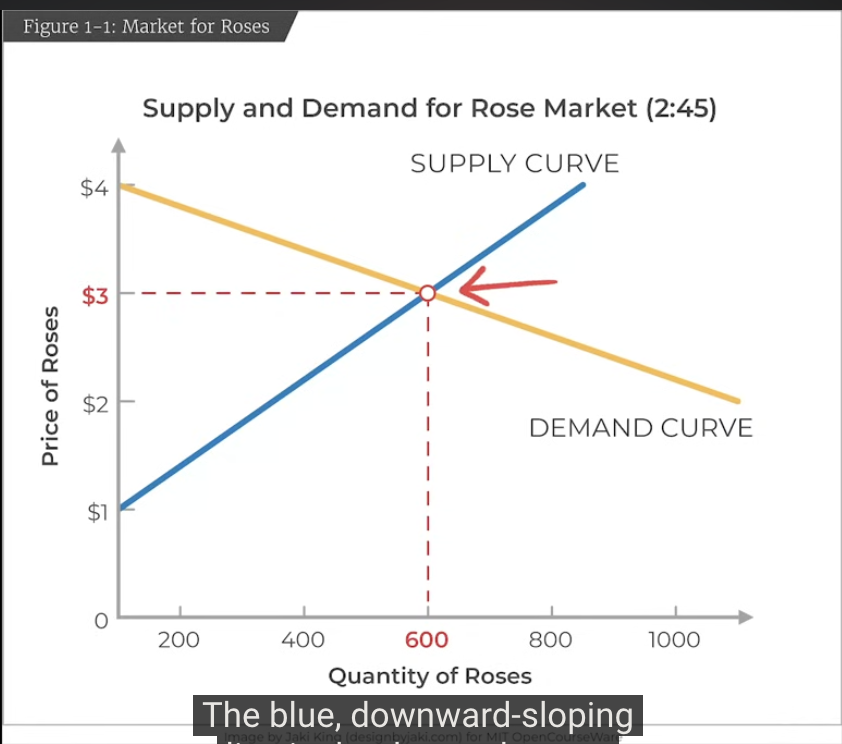 Figure 1-1: Market for Roses
Supply and Demand for Rose Market (2:45)
SUPPLY CURVE
$4
$3
Price of Roses
$2
DEMAND CURVE
$1
0
200 400 600 800 1000
Quantity of Roses
The blue, downward-sloping
Image by Jaki King (designbyjaki.com) for MIT OpenCourseWare